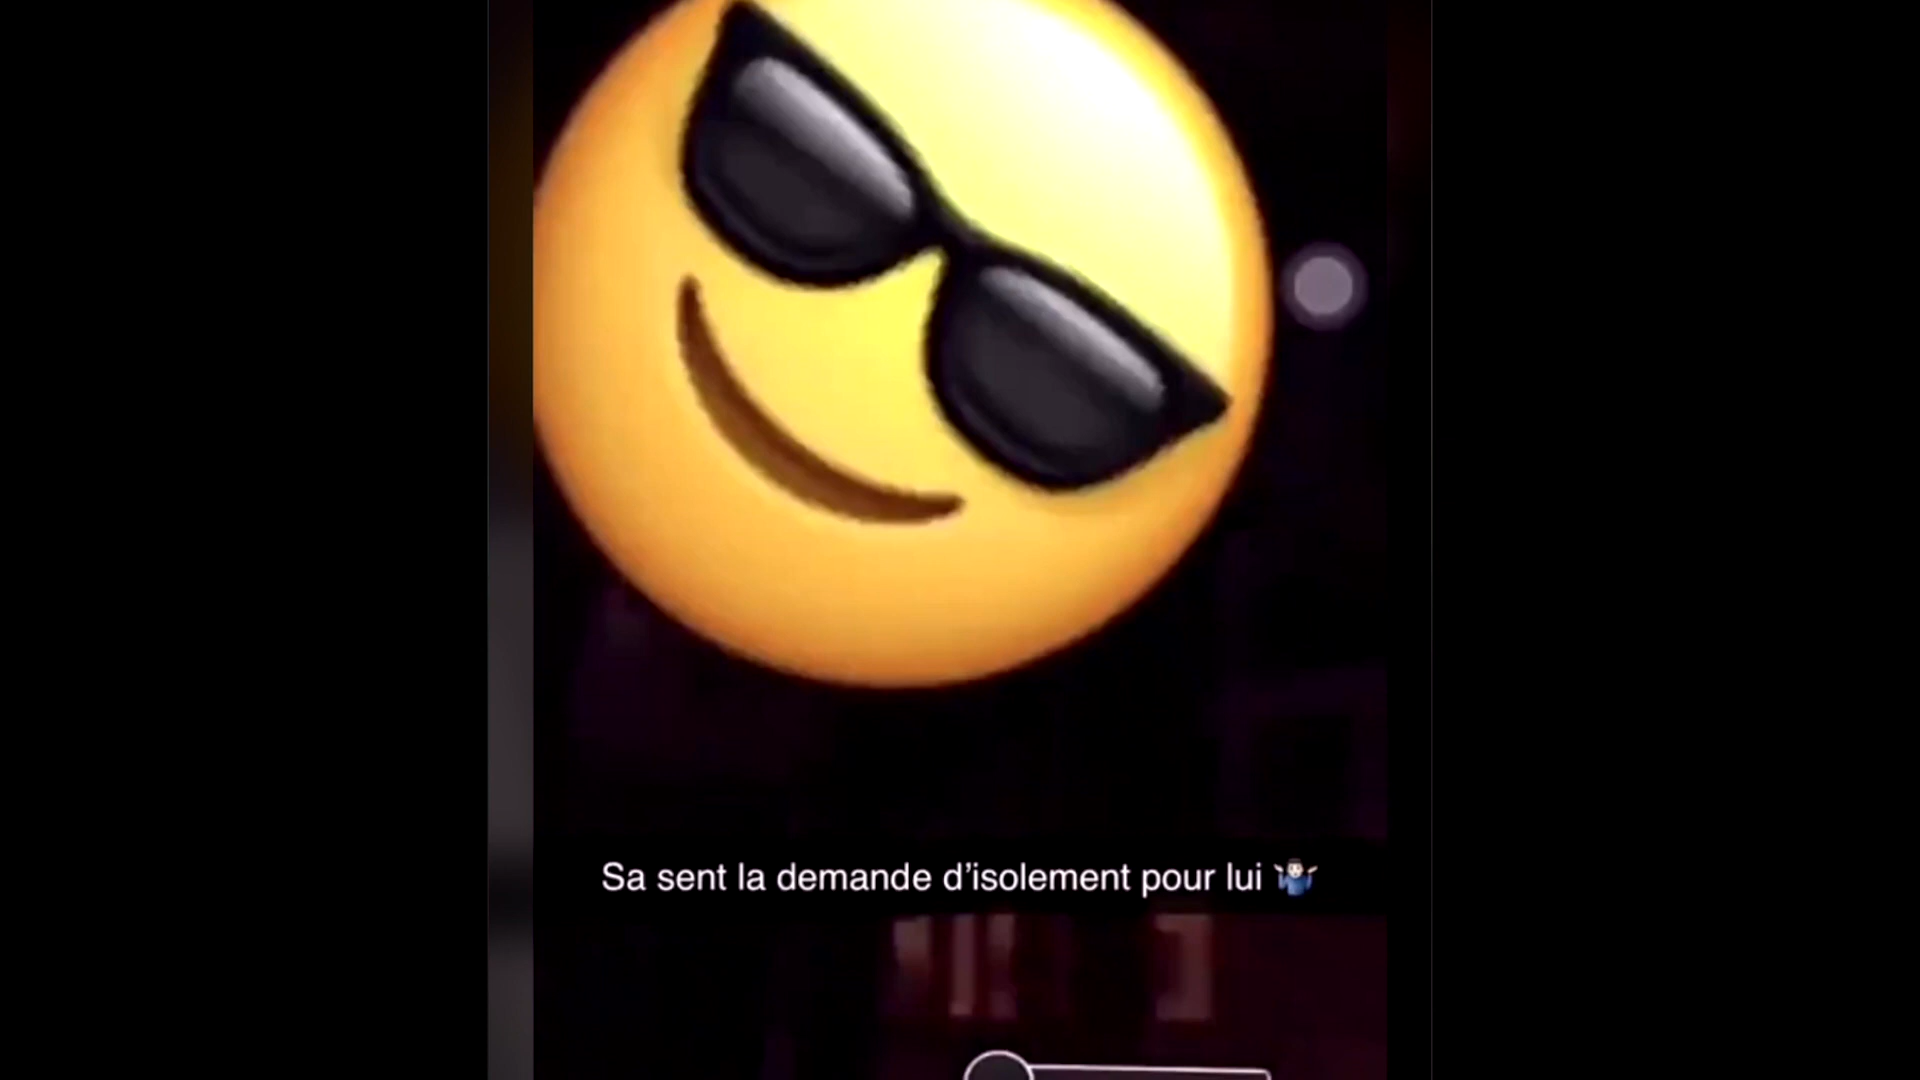 Sa sent la demande d’isolement pour lui 🤷🏻‍♂️